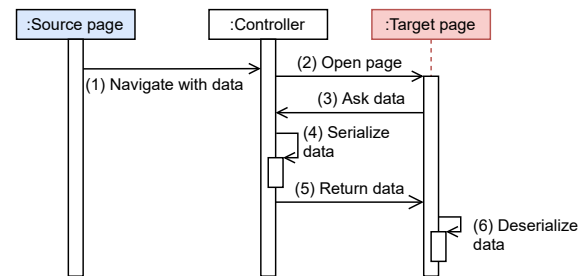 :Source page
:Controller
:Target page
(1) Navigate with data
(2) Open page
(3) Ask data
(4) Serialize
data
(5) Return data
(6) Deserialize
data